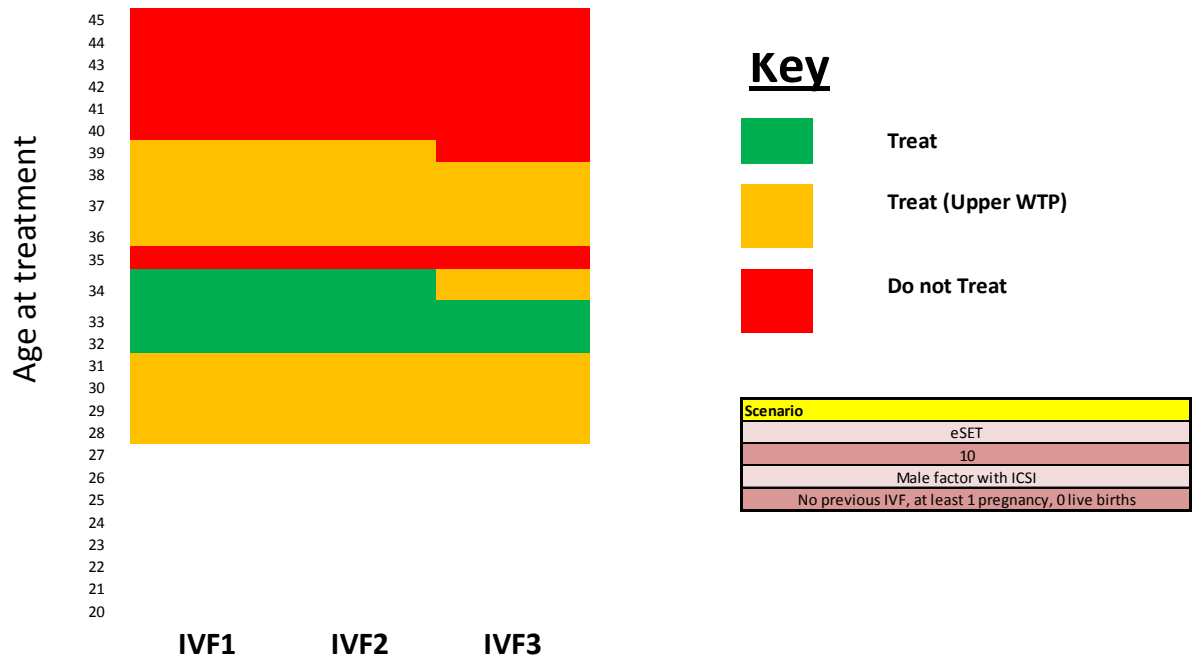 Age at treatment
45
44
43
42
41
40
39
38
37
36
35
34
33
32
31
30
29
28
27
26
25
24
23
22
21
20
IVF1 IVF2 IVF3
Key
Treat
Treat (Upper WTP)
Do not Treat
Scenario
eSET
10
Male factor with ICSI
No previous IVF, at least 1 pregnancy, 0 live births